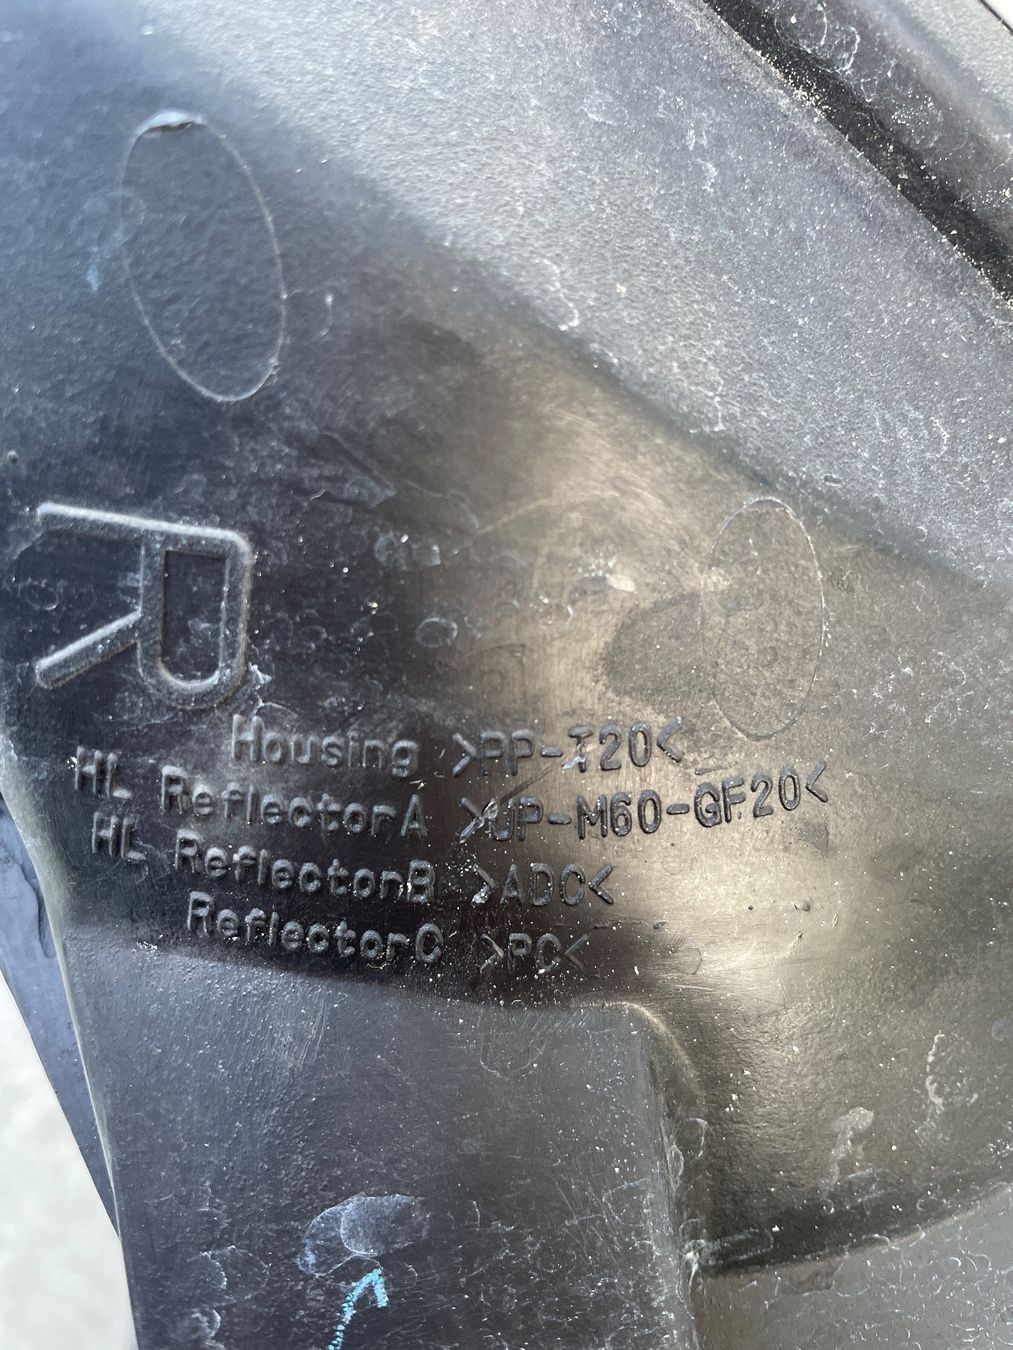 R
Housing >PP-T20<
HL ReflectorA >UP-M60-GF20<
HL ReflectorB >ADC<
ReflectorC >PC<